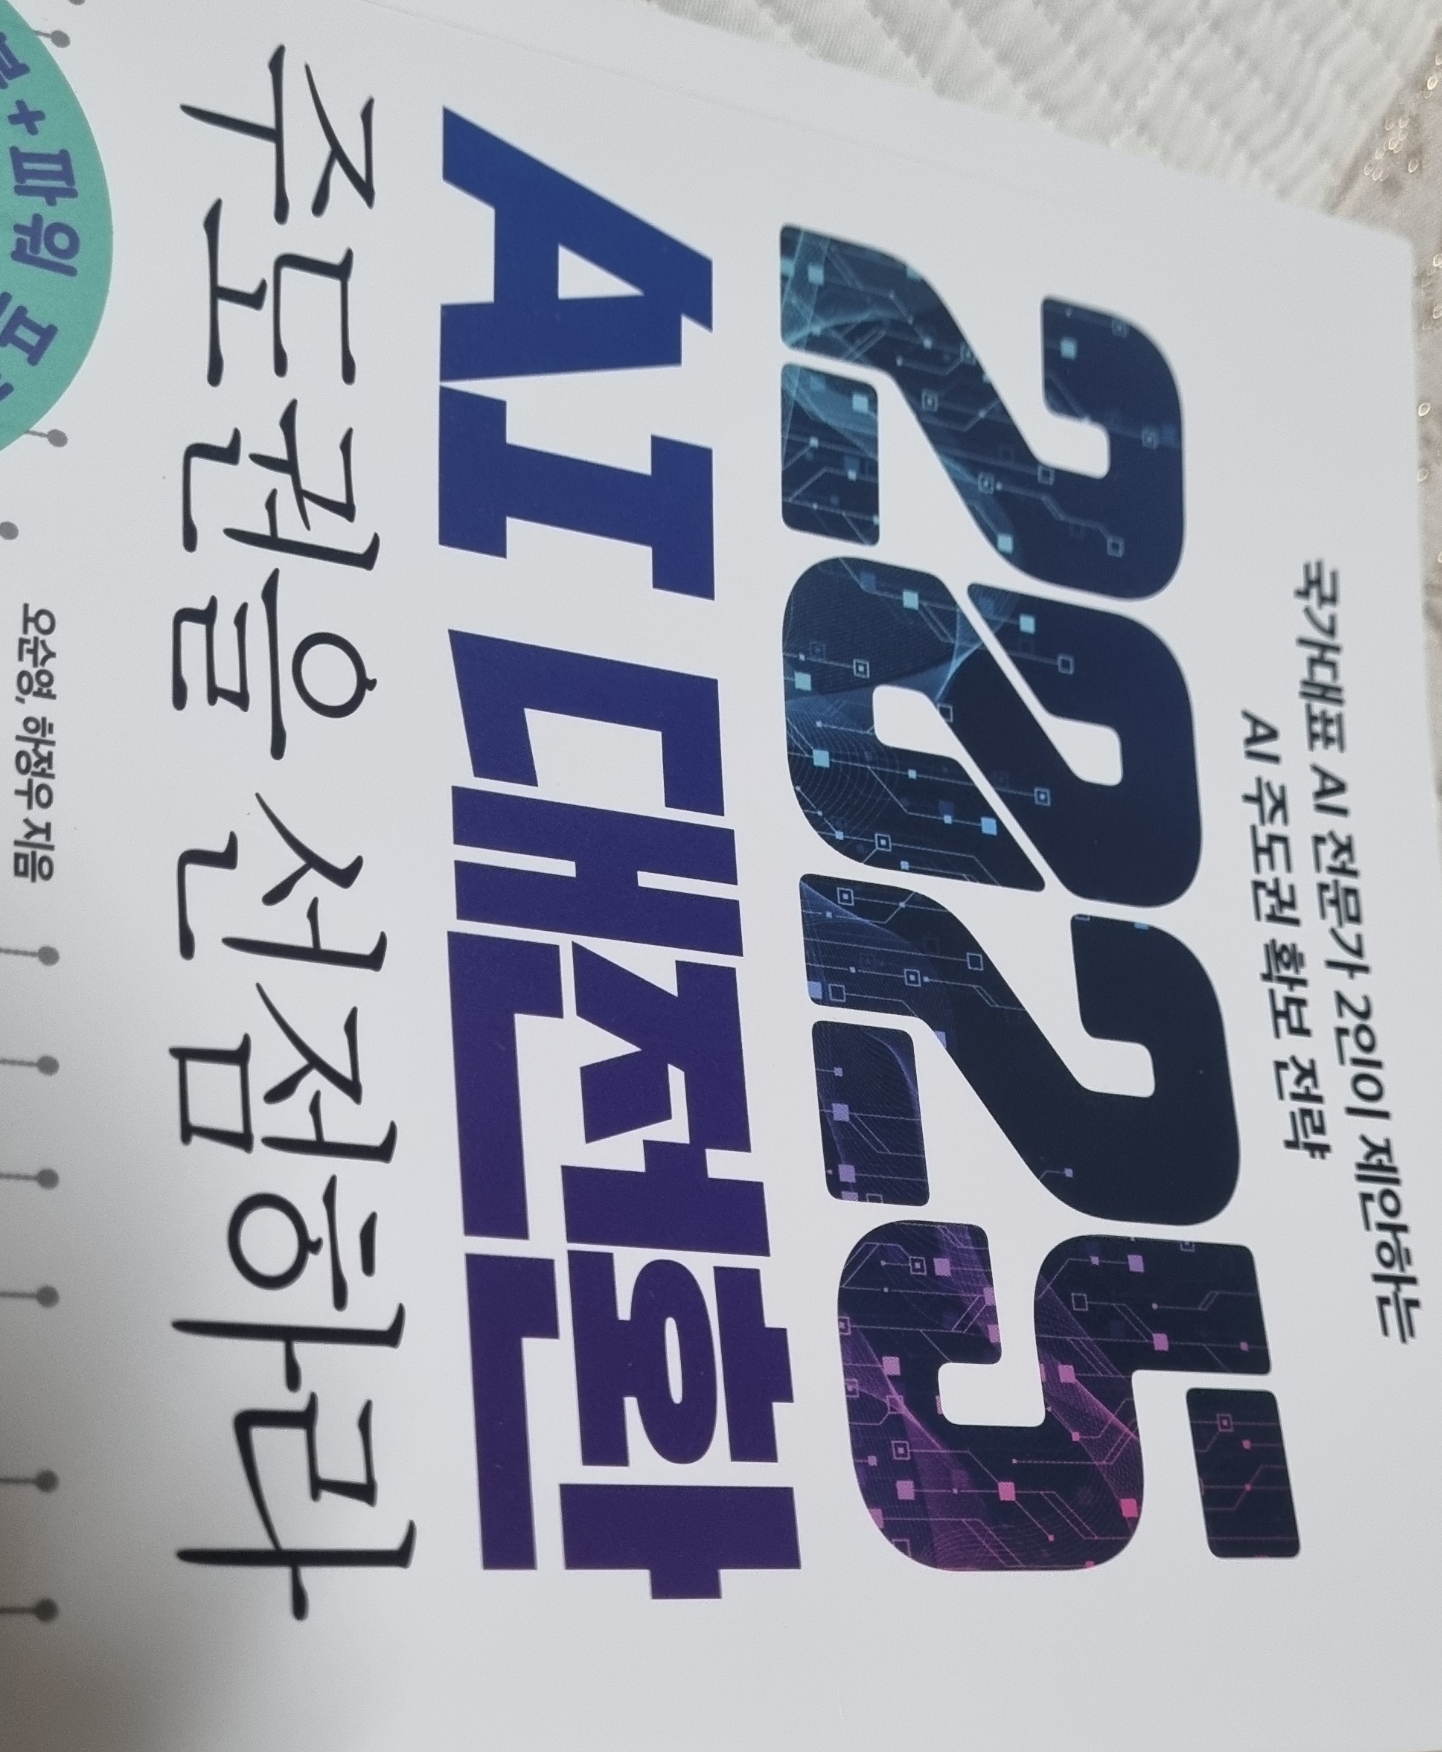 국가대표 AI 전문가 2인이 제안하는
AI 주도권 확보 전략
2025
AI 대전환
주도권을 선점하라
오순영, 하정우 지음
+ 파워